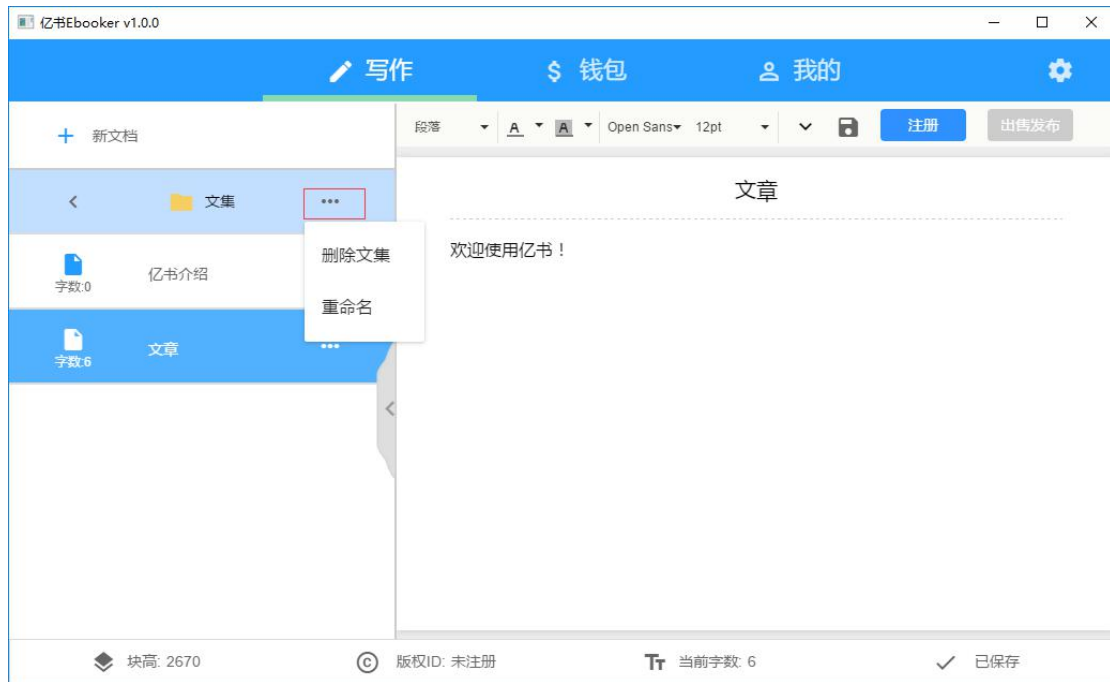 亿书Ebooker v1.0.0
写作
钱包
我的
新文档
段落
A
A
Open Sans
12pt
注册
出售发布
文集
删除文集
重命名
字数:0
亿书介绍
字数:6
文章
文章
欢迎使用亿书！
块高: 2670
版权ID: 未注册
当前字数: 6
已保存